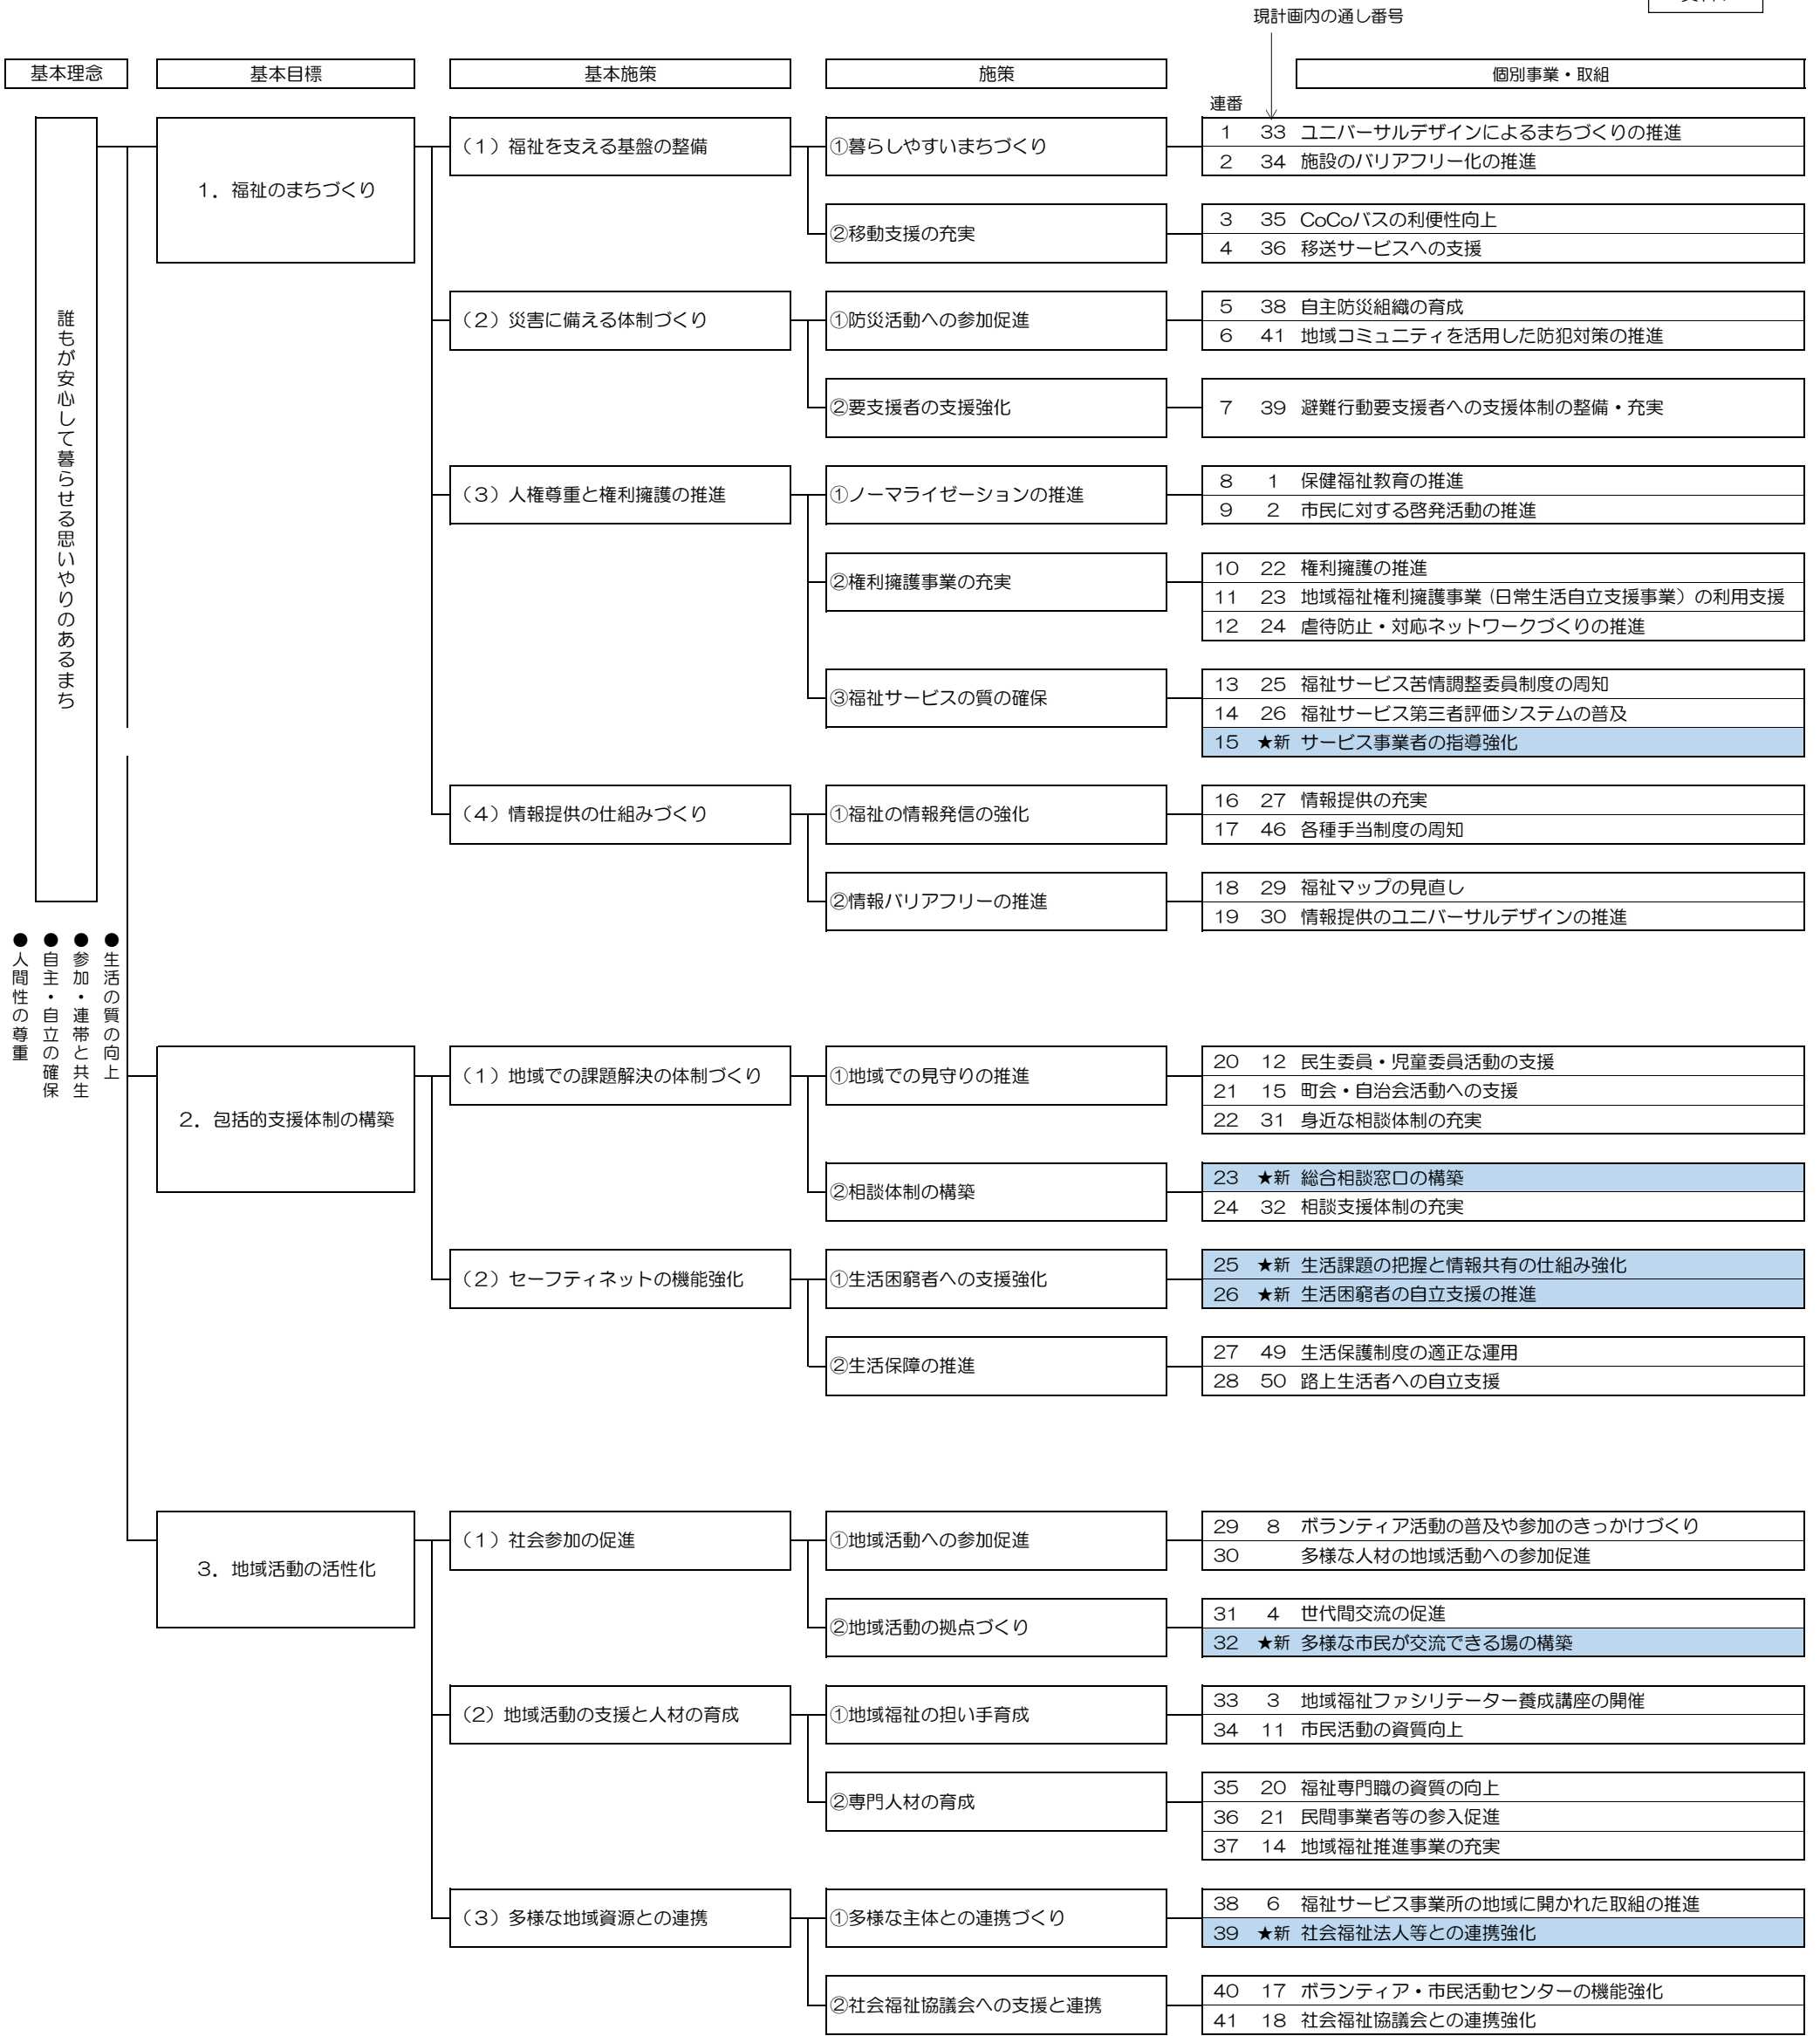 現計画内の通し番号
基本理念
基本目標
基本施策
施策
個別事業・取組
連番
誰もが安心して暮らせる思いやりのあるまち
●生活の質の向上
●参加・連帯と共生
●自主・自立の確保
●人間性の尊重
1．福祉のまちづくり
（1）福祉を支える基盤の整備
①暮らしやすいまちづくり
1 33 ユニバーサルデザインによるまちづくりの推進
2 34 施設のバリアフリー化の推進
②移動支援の充実
3 35 CoCoバスの利便性向上
4 36 移送サービスへの支援
（2）災害に備える体制づくり
①防災活動への参加促進
5 38 自主防災組織の育成
6 41 地域コミュニティを活用した防犯対策の推進
②要支援者の支援強化
7 39 避難行動要支援者への支援体制の整備・充実
（3）人権尊重と権利擁護の推進
①ノーマライゼーションの推進
8 1 保健福祉教育の推進
9 2 市民に対する啓発活動の推進
②権利擁護事業の充実
10 22 権利擁護の推進
11 23 地域福祉権利擁護事業（日常生活自立支援事業）の利用支援
12 24 虐待防止・対応ネットワークづくりの推進
③福祉サービスの質の確保
13 25 福祉サービス苦情調整委員制度の周知
14 26 福祉サービス第三者評価システムの普及
15 ★新 サービス事業者の指導強化
（4）情報提供の仕組みづくり
①福祉の情報発信の強化
16 27 情報提供の充実
17 46 各種手当制度の周知
②情報バリアフリーの推進
18 29 福祉マップの見直し
19 30 情報提供のユニバーサルデザインの推進
2．包括的支援体制の構築
（1）地域での課題解決の体制づくり
①地域での見守りの推進
20 12 民生委員・児童委員活動の支援
21 15 町会・自治会活動への支援
22 31 身近な相談体制の充実
②相談体制の構築
23 ★新 総合相談窓口の構築
24 32 相談支援体制の充実
（2）セーフティネットの機能強化
①生活困窮者への支援強化
25 ★新 生活課題の把握と情報共有の仕組み強化
26 ★新 生活困窮者の自立支援の推進
②生活保障の推進
27 49 生活保護制度の適正な運用
28 50 路上生活者への自立支援
3．地域活動の活性化
（1）社会参加の促進
①地域活動への参加促進
29 8 ボランティア活動の普及や参加のきっかけづくり
30 多様な人材の地域活動への参加促進
②地域活動の拠点づくり
31 4 世代間交流の促進
32 ★新 多様な市民が交流できる場の構築
（2）地域活動の支援と人材の育成
①地域福祉の担い手育成
33 3 地域福祉ファシリテーター養成講座の開催
34 11 市民活動の資質向上
②専門人材の育成
35 20 福祉専門職の資質の向上
36 21 民間事業者等の参入促進
37 14 地域福祉推進事業の充実
（3）多様な地域資源との連携
①多様な主体との連携づくり
38 6 福祉サービス事業所の地域に開かれた取組の推進
39 ★新 社会福祉法人等との連携強化
②社会福祉協議会への支援と連携
40 17 ボランティア・市民活動センターの機能強化
41 18 社会福祉協議会との連携強化